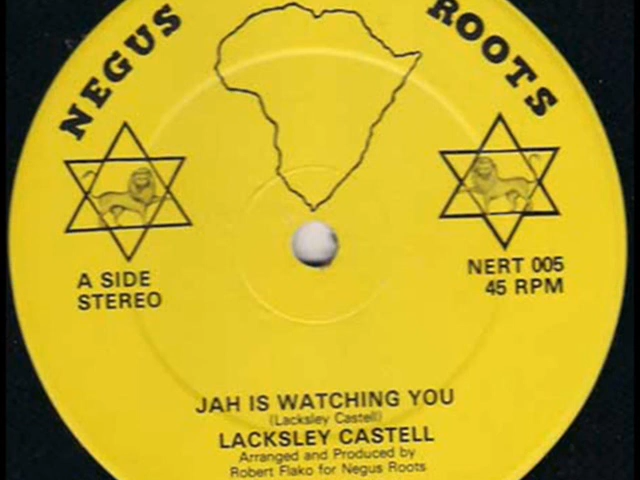 NEGUS ROOTS
A SIDE
STEREO
NERT 005
45 RPM
JAH IS WATCHING YOU
(Lacksley Castell)
LACKSLEY CASTELL
Arranged and Produced by
Robert Flako for Negus Roots